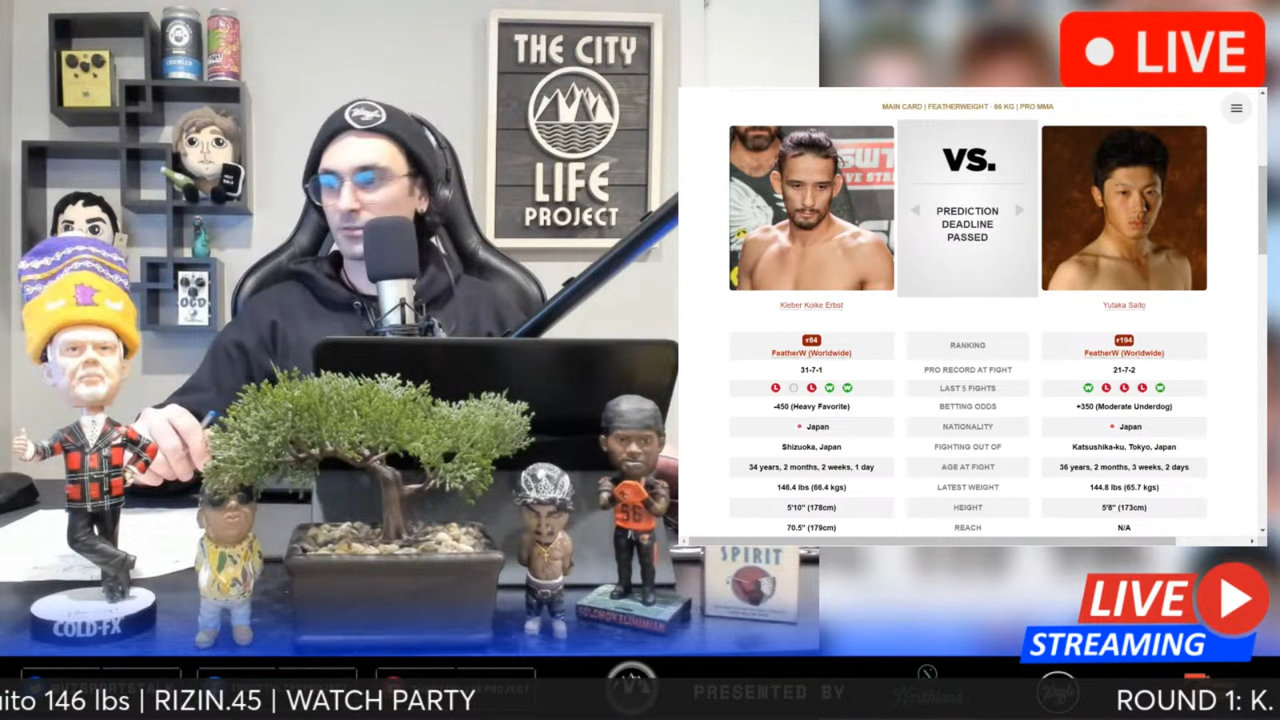 THE CITY
LIFE
PROJECT
OCD
COLD-FX
56
SOLOMON ELIMIMIAN
SPIRIT
LIVE
MAIN CARD | FEATHERWEIGHT · 66 KG | PRO MMA
VS.
PREDICTION
DEADLINE
PASSED
Kleber Koike Erbst
Yutaka Saito
#84
FeatherW (Worldwide)
RANKING
#194
FeatherW (Worldwide)
31-7-1
PRO RECORD AT FIGHT
21-7-2
L L W W
LAST 5 FIGHTS
W L L L W
-450 (Heavy Favorite)
BETTING ODDS
+350 (Moderate Underdog)
Japan
NATIONALITY
Japan
Shizuoka, Japan
FIGHTING OUT OF
Katsushika-ku, Tokyo, Japan
34 years, 2 months, 2 weeks, 1 day
AGE AT FIGHT
36 years, 2 months, 3 weeks, 2 days
146.4 lbs (66.4 kgs)
LATEST WEIGHT
144.8 lbs (65.7 kgs)
5'10" (178cm)
HEIGHT
5'8" (173cm)
70.5" (179cm)
REACH
N/A
LIVE
STREAMING
PRESENTED BY
Northland
uito 146 lbs | RIZIN.45 | WATCH PARTY
ROUND 1: K.